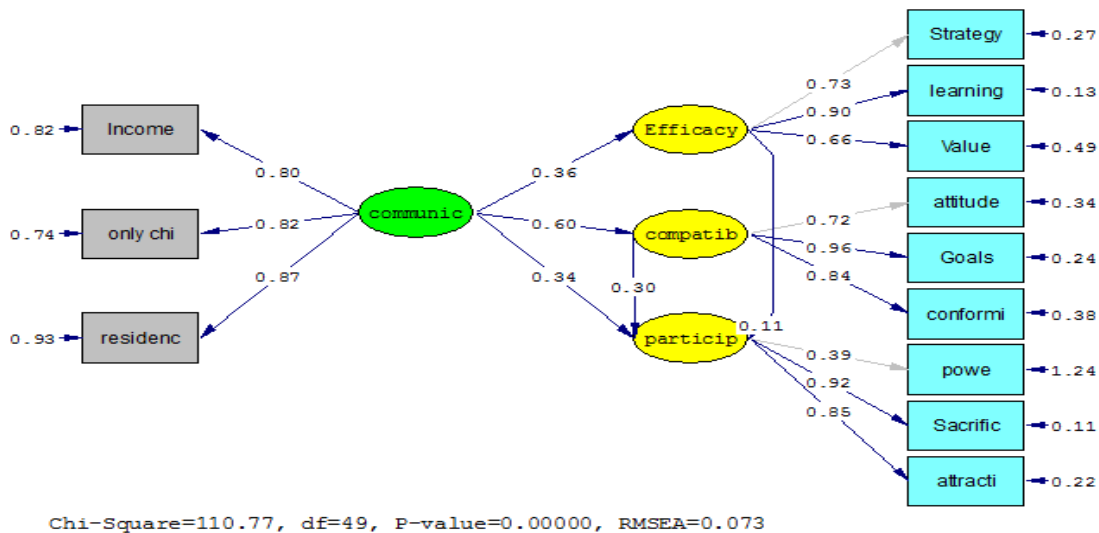 Strategy
0.27
0.73
learning
0.13
0.90
Income
0.82
Efficacy
Value
0.49
0.66
0.80
0.36
attitude
0.34
0.72
communic
only chi
0.74
0.82
0.60
compatib
Goals
0.24
0.96
0.84
0.87
0.34
0.30
conformi
0.38
residenc
0.93
particip
0.11
0.39
powe
1.24
0.92
0.85
Sacrific
0.11
attracti
0.22
Chi-Square=110.77, df=49, P-value=0.00000, RMSEA=0.073